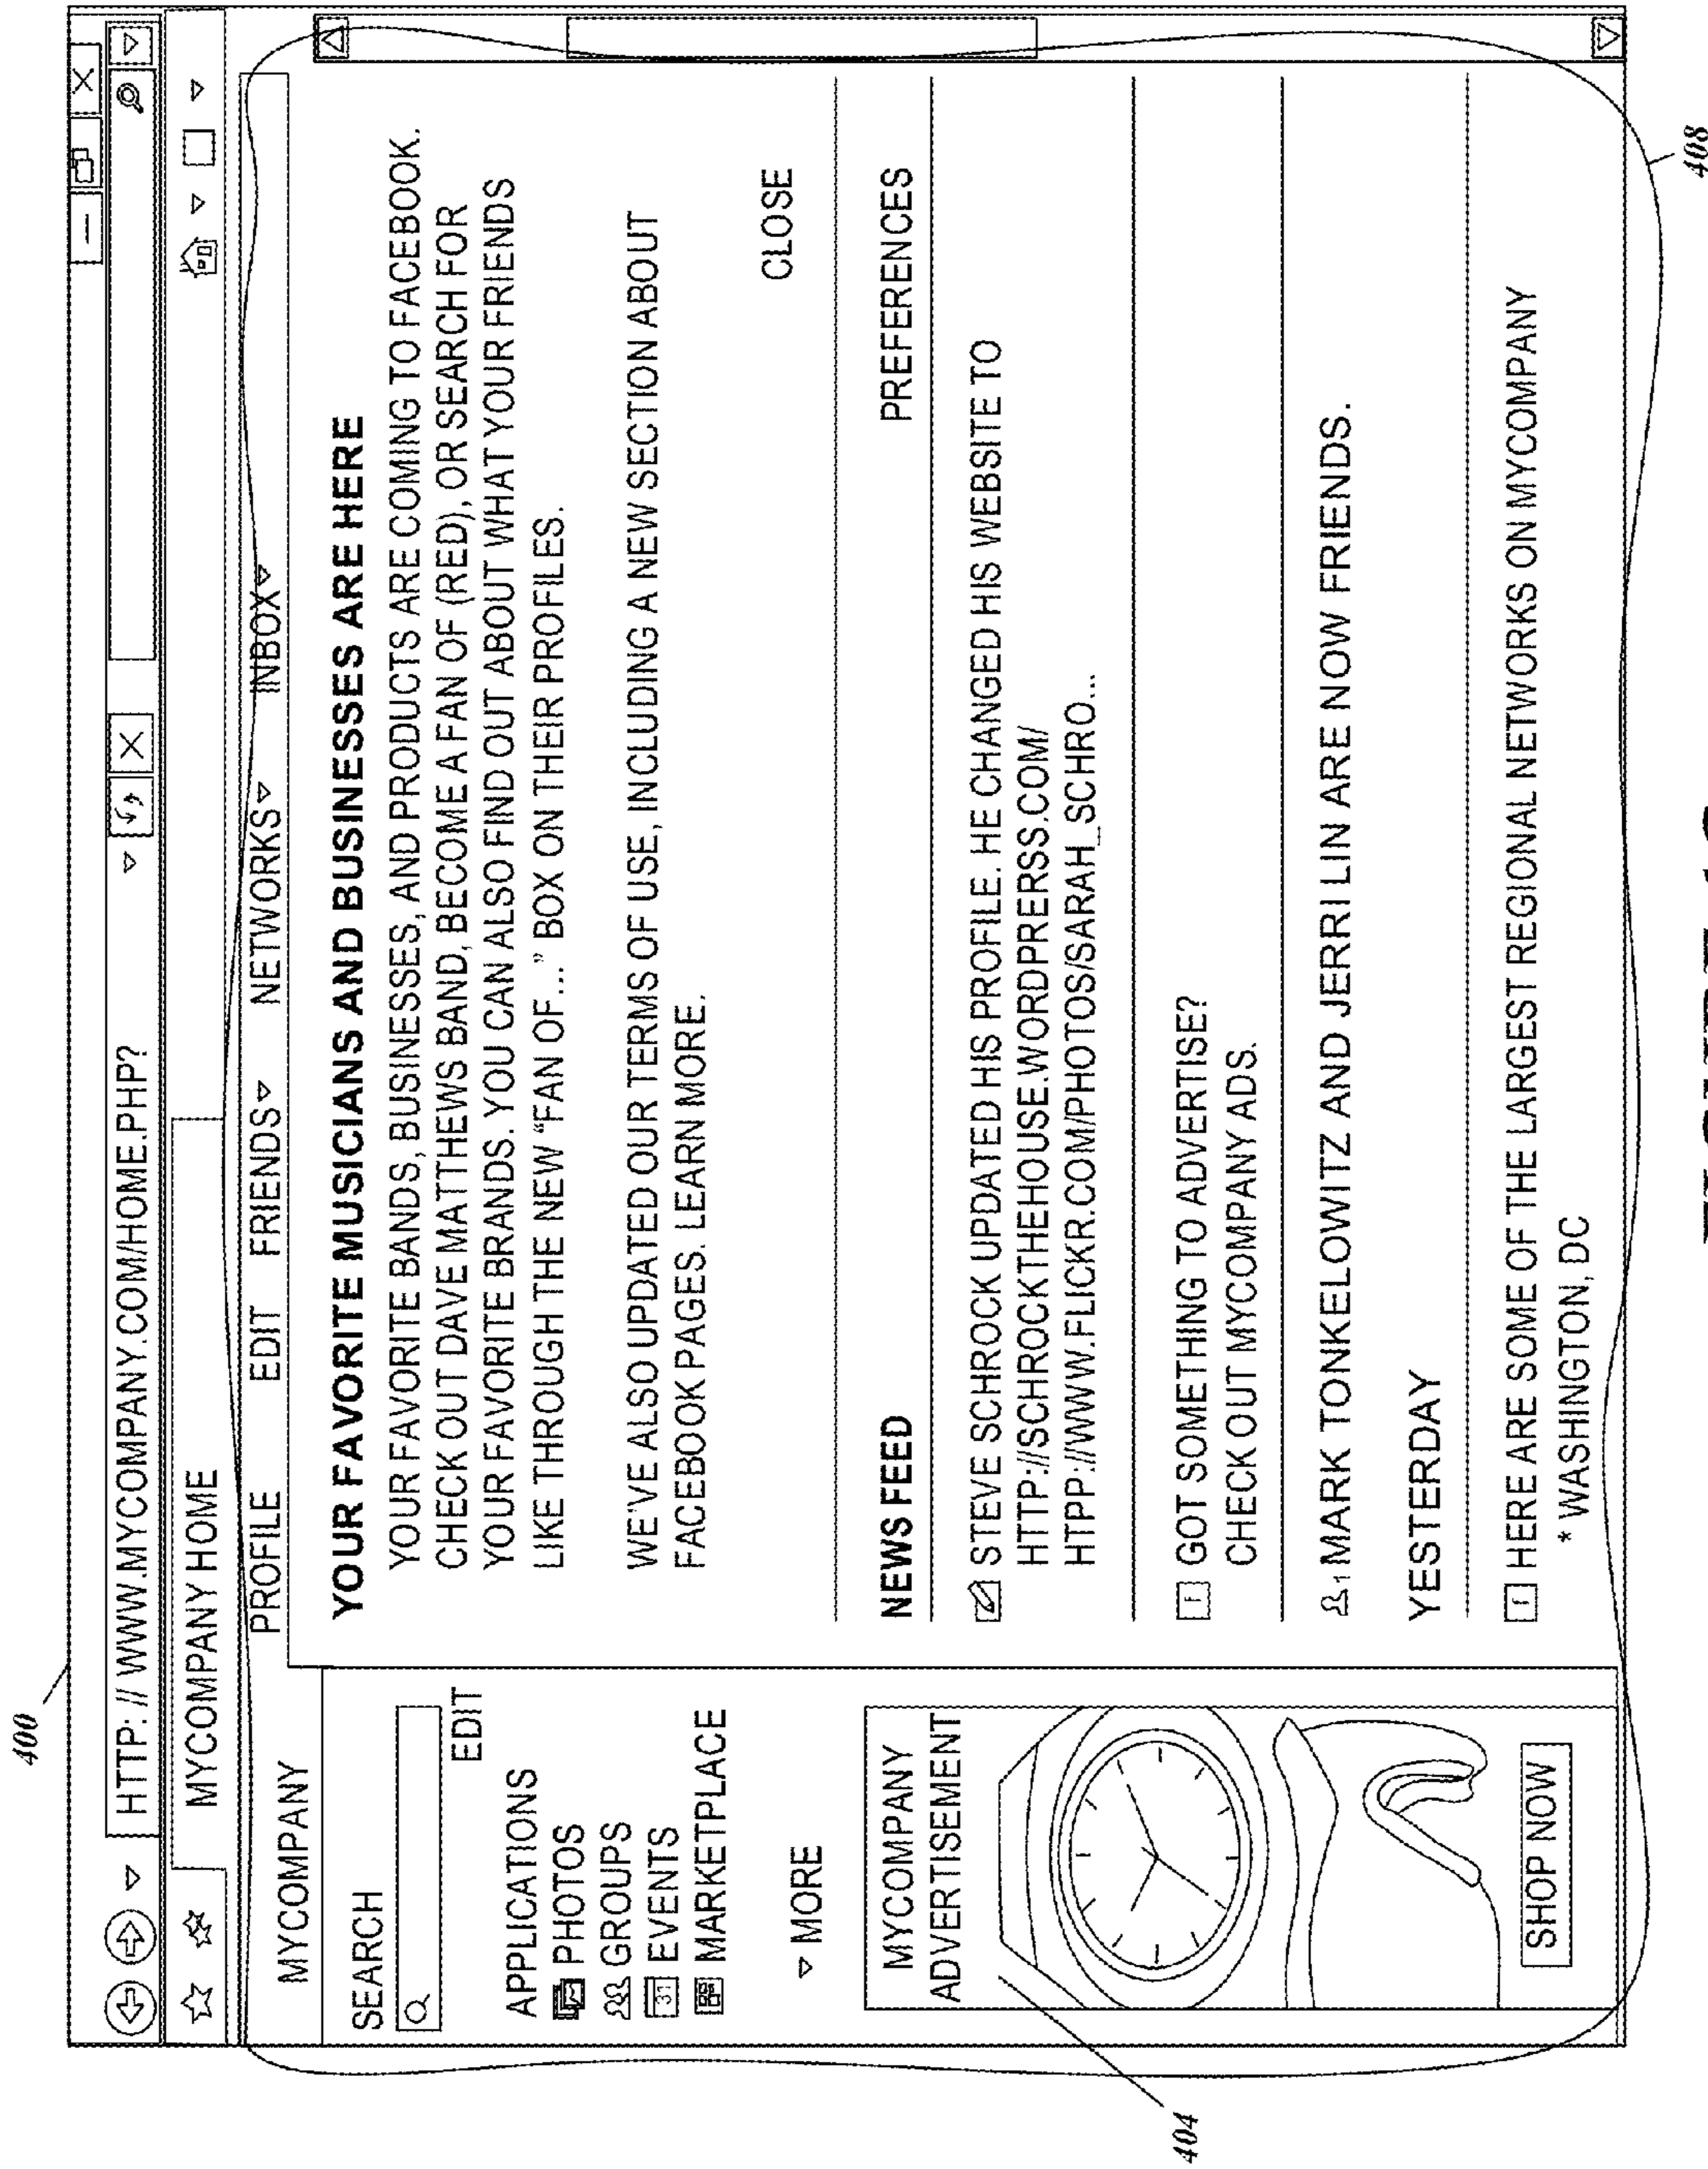 400
HTTP: // WWW.MYCOMPANY.COM/HOME.PHP?
MYCOMPANY HOME
MYCOMPANY
PROFILE EDIT FRIENDS NETWORKS INBOX
SEARCH
EDIT
APPLICATIONS
PHOTOS
GROUPS
31 EVENTS
MARKETPLACE
MORE
MYCOMPANY
ADVERTISEMENT
SHOP NOW
404
YOUR FAVORITE MUSICIANS AND BUSINESSES ARE HERE
YOUR FAVORITE BANDS, BUSINESSES, AND PRODUCTS ARE COMING TO FACEBOOK.
CHECK OUT DAVE MATTHEWS BAND, BECOME A FAN OF (RED), OR SEARCH FOR
YOUR FAVORITE BRANDS. YOU CAN ALSO FIND OUT ABOUT WHAT YOUR FRIENDS
LIKE THROUGH THE NEW “FAN OF...” BOX ON THEIR PROFILES.
WE'VE ALSO UPDATED OUR TERMS OF USE, INCLUDING A NEW SECTION ABOUT
FACEBOOK PAGES. LEARN MORE.
CLOSE
NEWS FEED PREFERENCES
STEVE SCHROCK UPDATED HIS PROFILE. HE CHANGED HIS WEBSITE TO
HTTP://SCHROCKTHEHOUSE.WORDPRERSS.COM/
HTPP://WWW.FLICKR.COM/PHOTOS/SARAH_SCHRO...
F GOT SOMETHING TO ADVERTISE?
CHECK OUT MYCOMPANY ADS.
MARK TONKELOWITZ AND JERRI LIN ARE NOW FRIENDS.
YESTERDAY
F HERE ARE SOME OF THE LARGEST REGIONAL NETWORKS ON MYCOMPANY
* WASHINGTON, DC
408